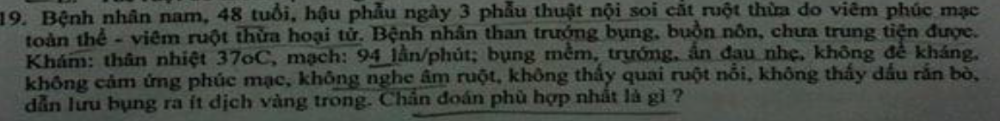 19. Bệnh nhân nam, 48 tuổi, hậu phẫu ngày 3 phẫu thuật nội soi cắt ruột thừa do viêm phúc mạc
toàn thể - viêm ruột thừa hoại tử. Bệnh nhân than trướng bụng, buồn nôn, chưa trung tiện được.
Khám: thân nhiệt 37oC, mạch: 94 lần/phút; bụng mềm, trướng, ấn đau nhẹ, không đề kháng,
không cảm ứng phúc mạc, không nghe âm ruột, không thấy quai ruột nổi, không thấy dấu rắn bò,
dẫn lưu bụng ra ít dịch vàng trong. Chẩn đoán phù hợp nhất là gì ?